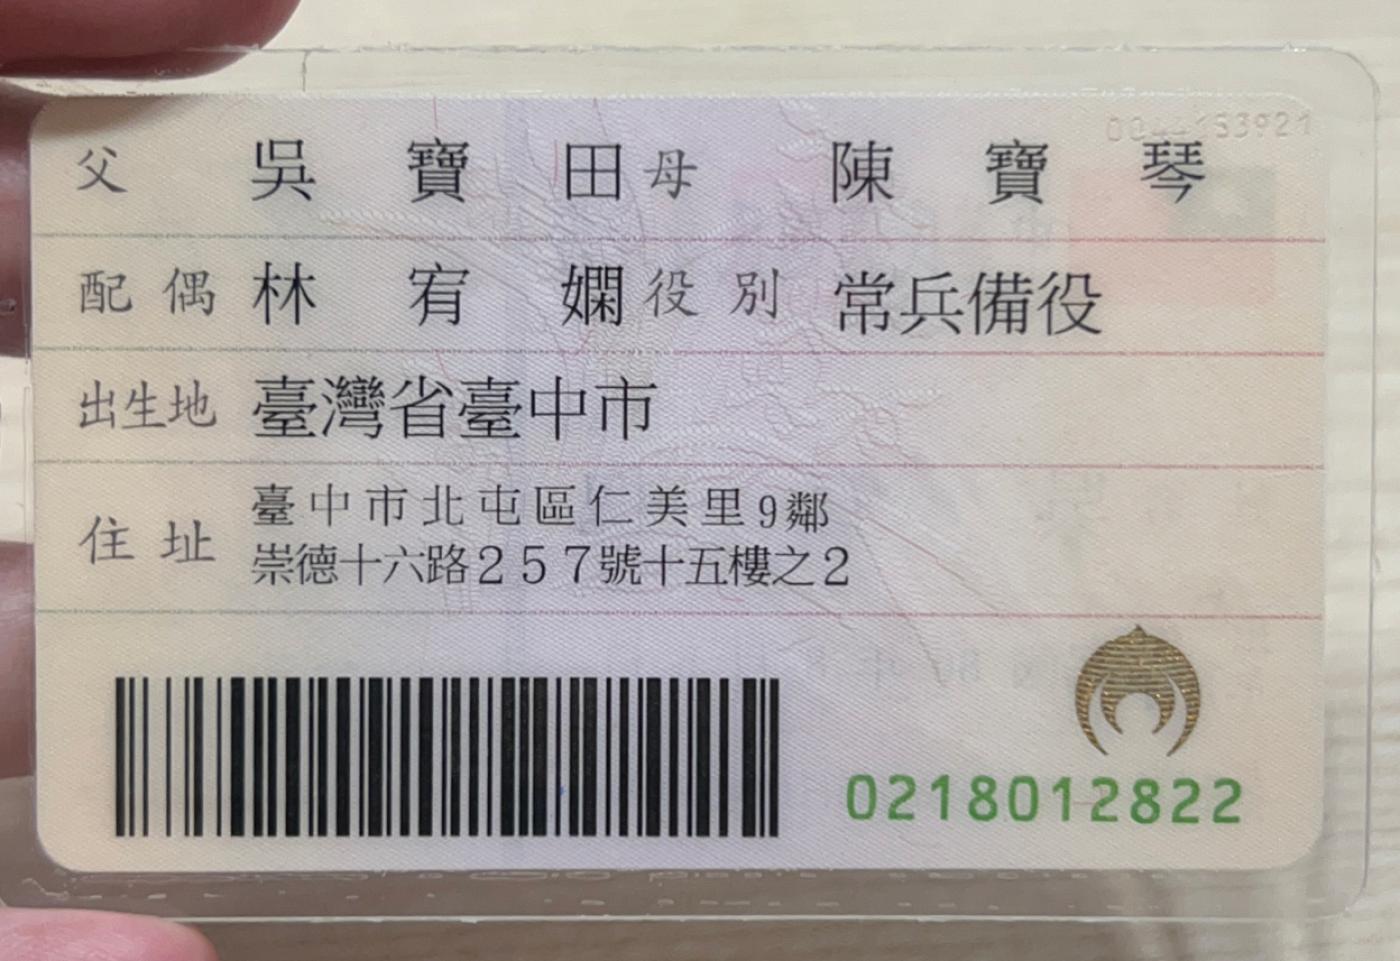 父 吳寶田 母 陳寶琴
配偶 林宥嫻 役別 常兵備役
出生地 臺灣省臺中市
住址 臺中市北屯區仁美里9鄰
崇德十六路257號十五樓之2
0218012822